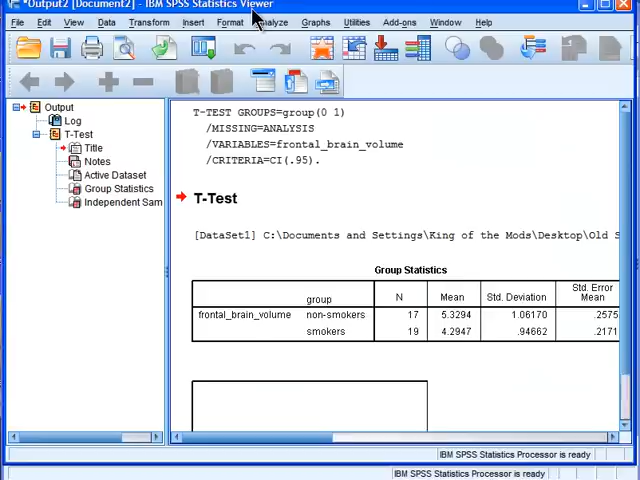 *Output2 [Document2] - IBM SPSS Statistics Viewer
File Edit View Data Transform Insert Format Analyze Graphs Utilities Add-ons Window Help
Output
Log
T-Test
Title
Notes
Active Dataset
Group Statistics
Independent Sam
T-TEST GROUPS=group(0 1)
/MISSING=ANALYSIS
/VARIABLES=frontal_brain_volume
/CRITERIA=CI(.95).
T-Test
[DataSet1] C:\Documents and Settings\King of the Mods\Desktop\Old S
Group Statistics
group N Mean Std. Deviation Std. Error Mean
frontal_brain_volume non-smokers 17 5.3294 1.06170 .2575
smokers 19 4.2947 .94662 .2171
IBM SPSS Statistics Processor is ready
IBM SPSS Statistics Processor is ready